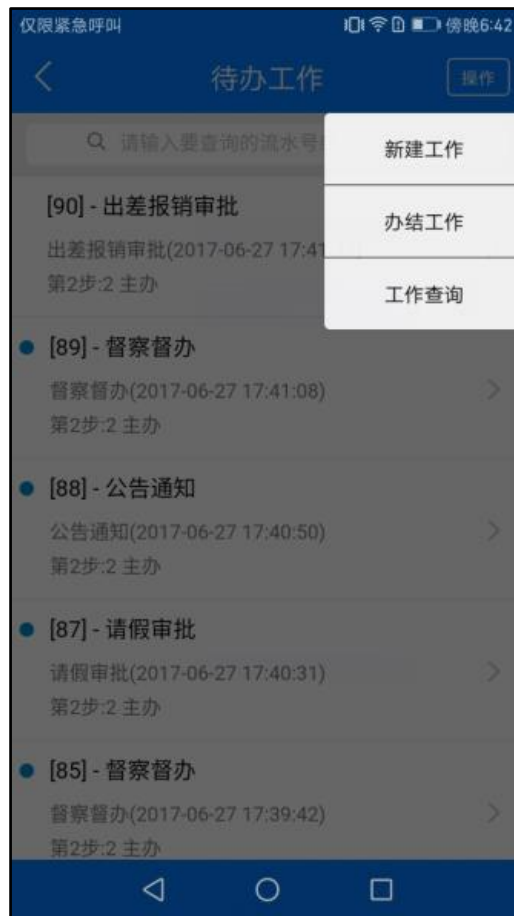 仅限紧急呼叫
傍晚6:42
待办工作
操作
请输入要查询的流水号
新建工作
办结工作
工作查询
[90] - 出差报销审批
出差报销审批(2017-06-27 17:41
第2步:2 主办
[89] - 督察督办
督察督办(2017-06-27 17:41:08)
第2步:2 主办
[88] - 公告通知
公告通知(2017-06-27 17:40:50)
第2步:2 主办
[87] - 请假审批
请假审批(2017-06-27 17:40:31)
第2步:2 主办
[85] - 督察督办
督察督办(2017-06-27 17:39:42)
第2步:2 主办